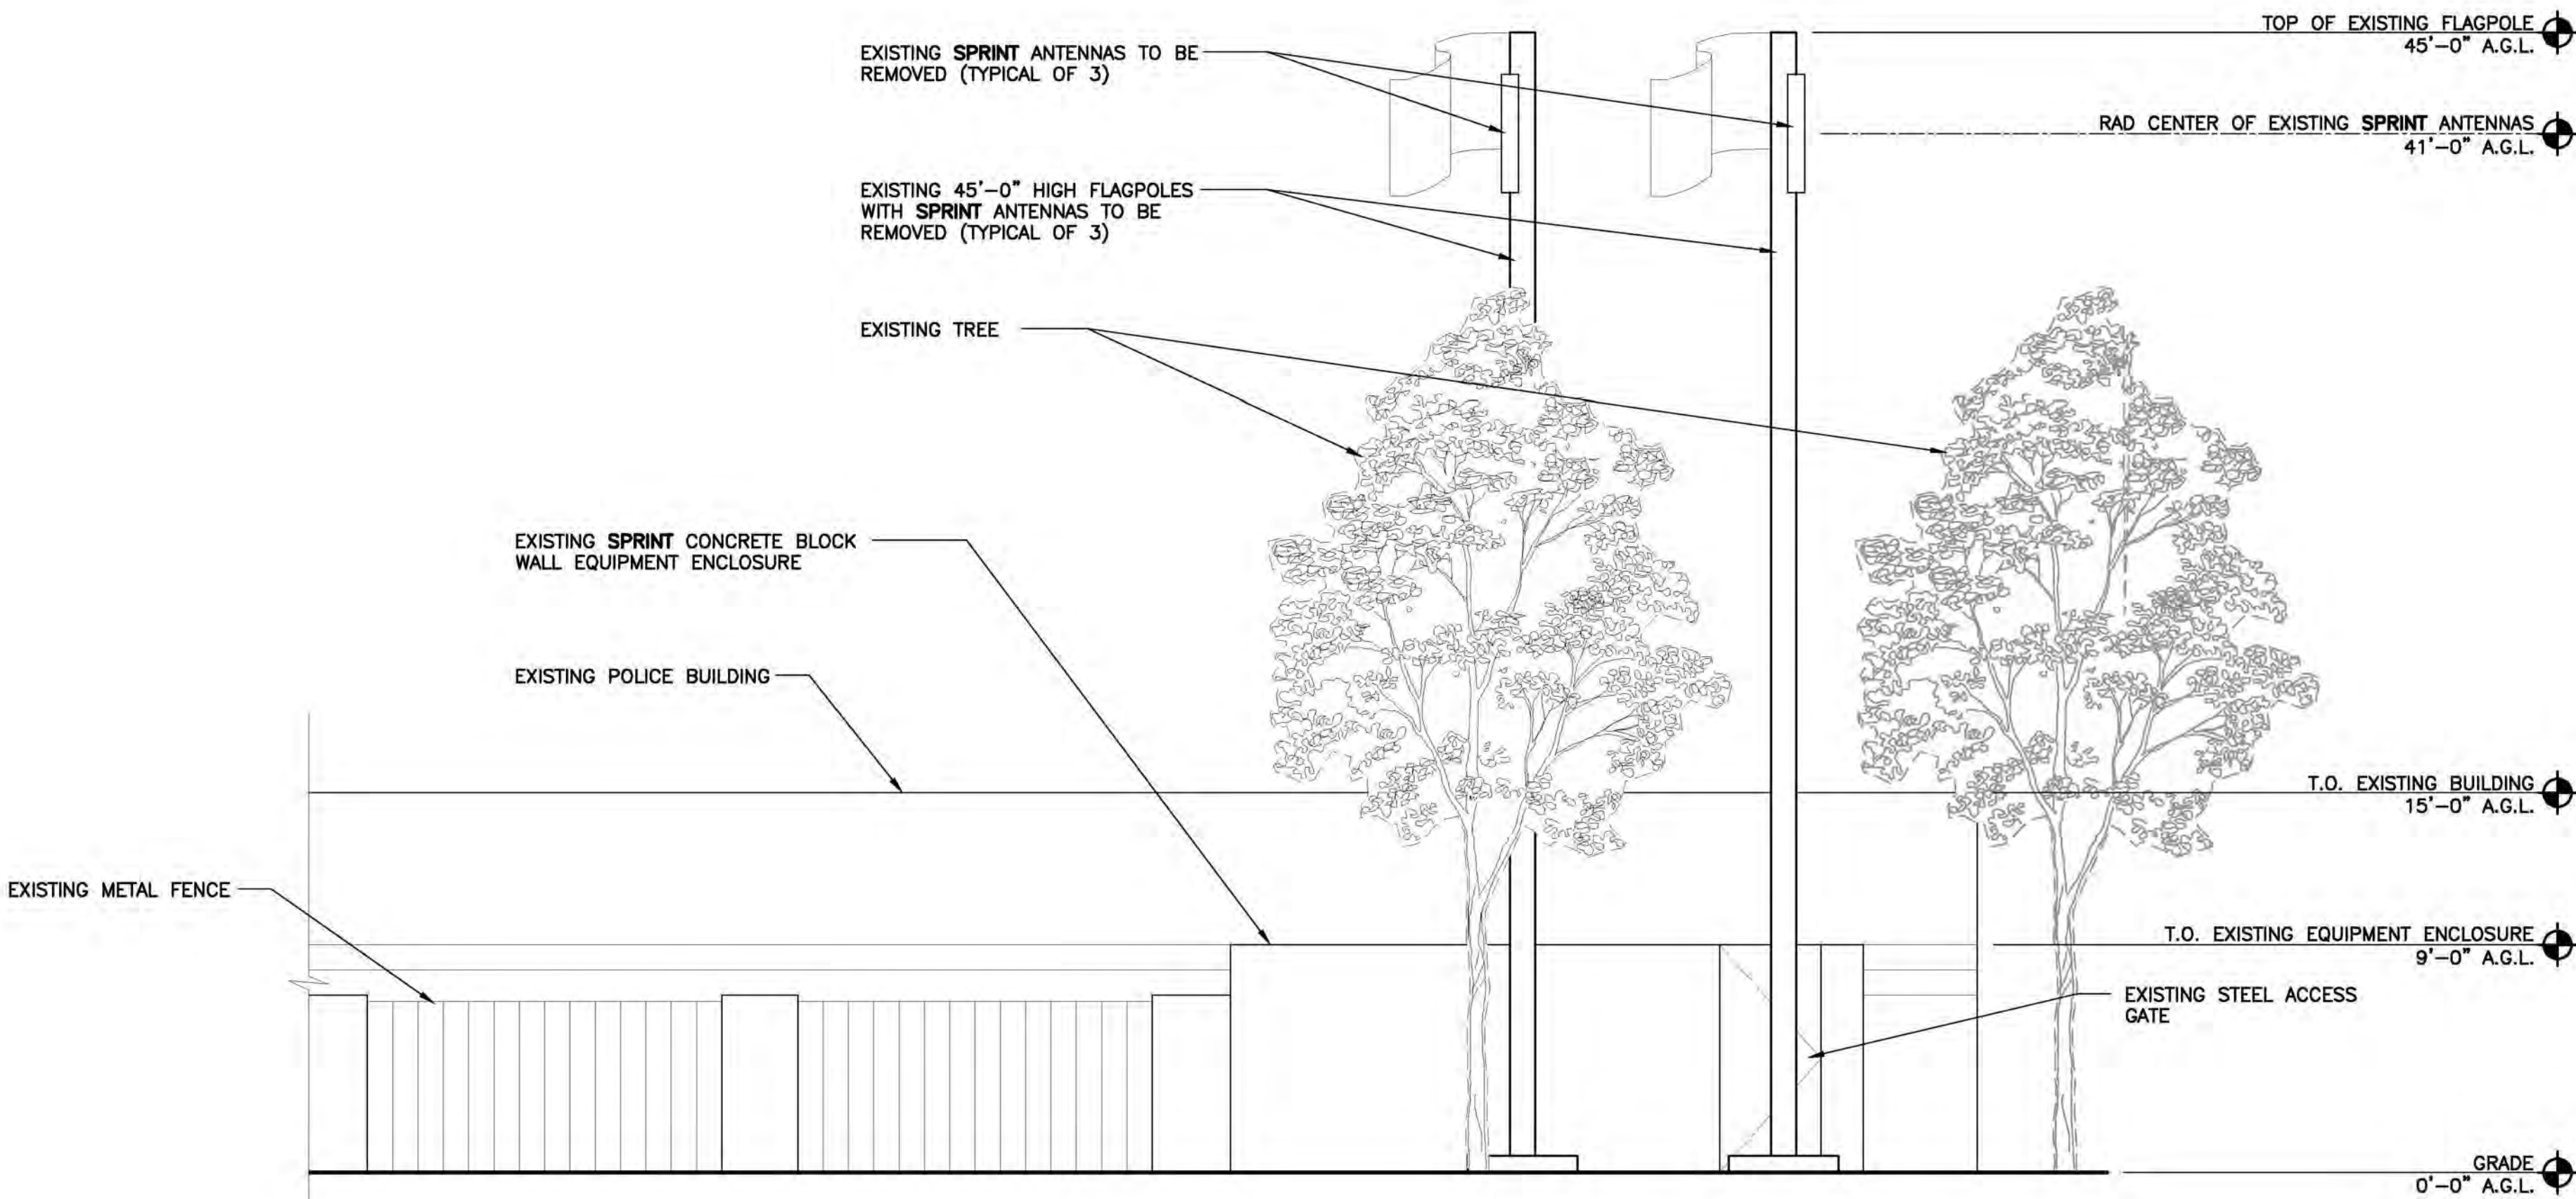 TOP OF EXISTING FLAGPOLE
45'-0" A.G.L.
EXISTING SPRINT ANTENNAS TO BE
REMOVED (TYPICAL OF 3)
RAD CENTER OF EXISTING SPRINT ANTENNAS
41'-0" A.G.L.
EXISTING 45'-0" HIGH FLAGPOLES
WITH SPRINT ANTENNAS TO BE
REMOVED (TYPICAL OF 3)
EXISTING TREE
EXISTING SPRINT CONCRETE BLOCK
WALL EQUIPMENT ENCLOSURE
EXISTING POLICE BUILDING
T.O. EXISTING BUILDING
15'-0" A.G.L.
EXISTING METAL FENCE
T.O. EXISTING EQUIPMENT ENCLOSURE
9'-0" A.G.L.
EXISTING STEEL ACCESS
GATE
GRADE
0'-0" A.G.L.